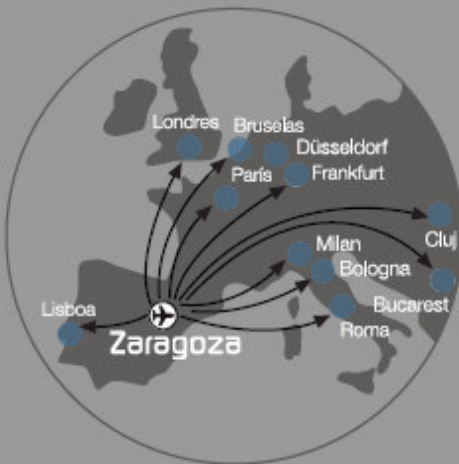 Londres
Bruselas
Düsseldorf
París
Frankfurt
Cluj
Milan
Bologna
Bucarest
Lisboa
Roma
Zaragoza